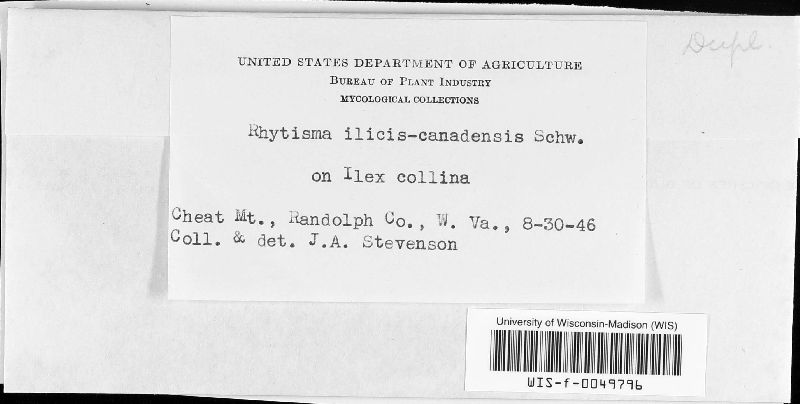 Dupl.
UNITED STATES DEPARTMENT OF AGRICULTURE
BUREAU OF PLANT INDUSTRY
MYCOLOGICAL COLLECTIONS
Rhytisma ilicis-canadensis Schw.
on Ilex collina
Cheat Mt., Randolph Co., W. Va., 8-30-46
Coll. & det. J.A. Stevenson
University of Wisconsin-Madison (WIS)
WIS-f-0049796